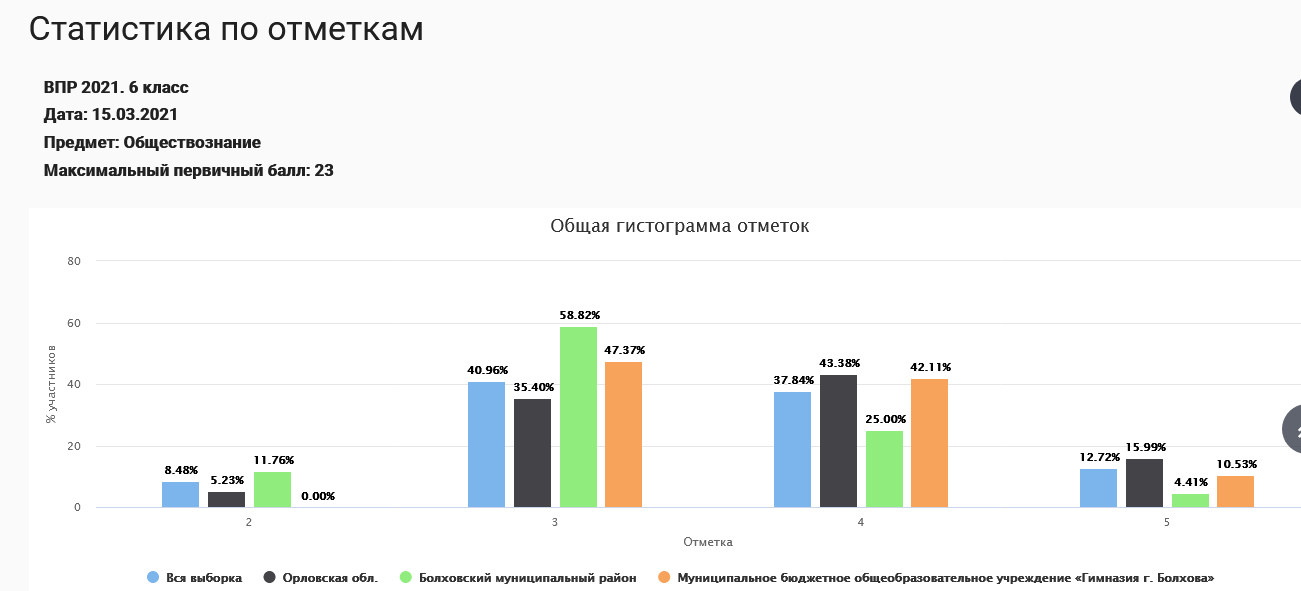 Статистика по отметкам
ВПР 2021. 6 класс
Дата: 15.03.2021
Предмет: Обществознание
Максимальный первичный балл: 23
Общая гистограмма отметок
80
60
40
20
0
% участников
8.48%
5.23%
11.76%
0.00%
40.96%
35.40%
58.82%
47.37%
37.84%
43.38%
25.00%
42.11%
12.72%
15.99%
4.41%
10.53%
2 3 4 5
Отметка
Вся выборка Орловская обл. Болховский муниципальный район Муниципальное бюджетное общеобразовательное учреждение «Гимназия г. Болхова»